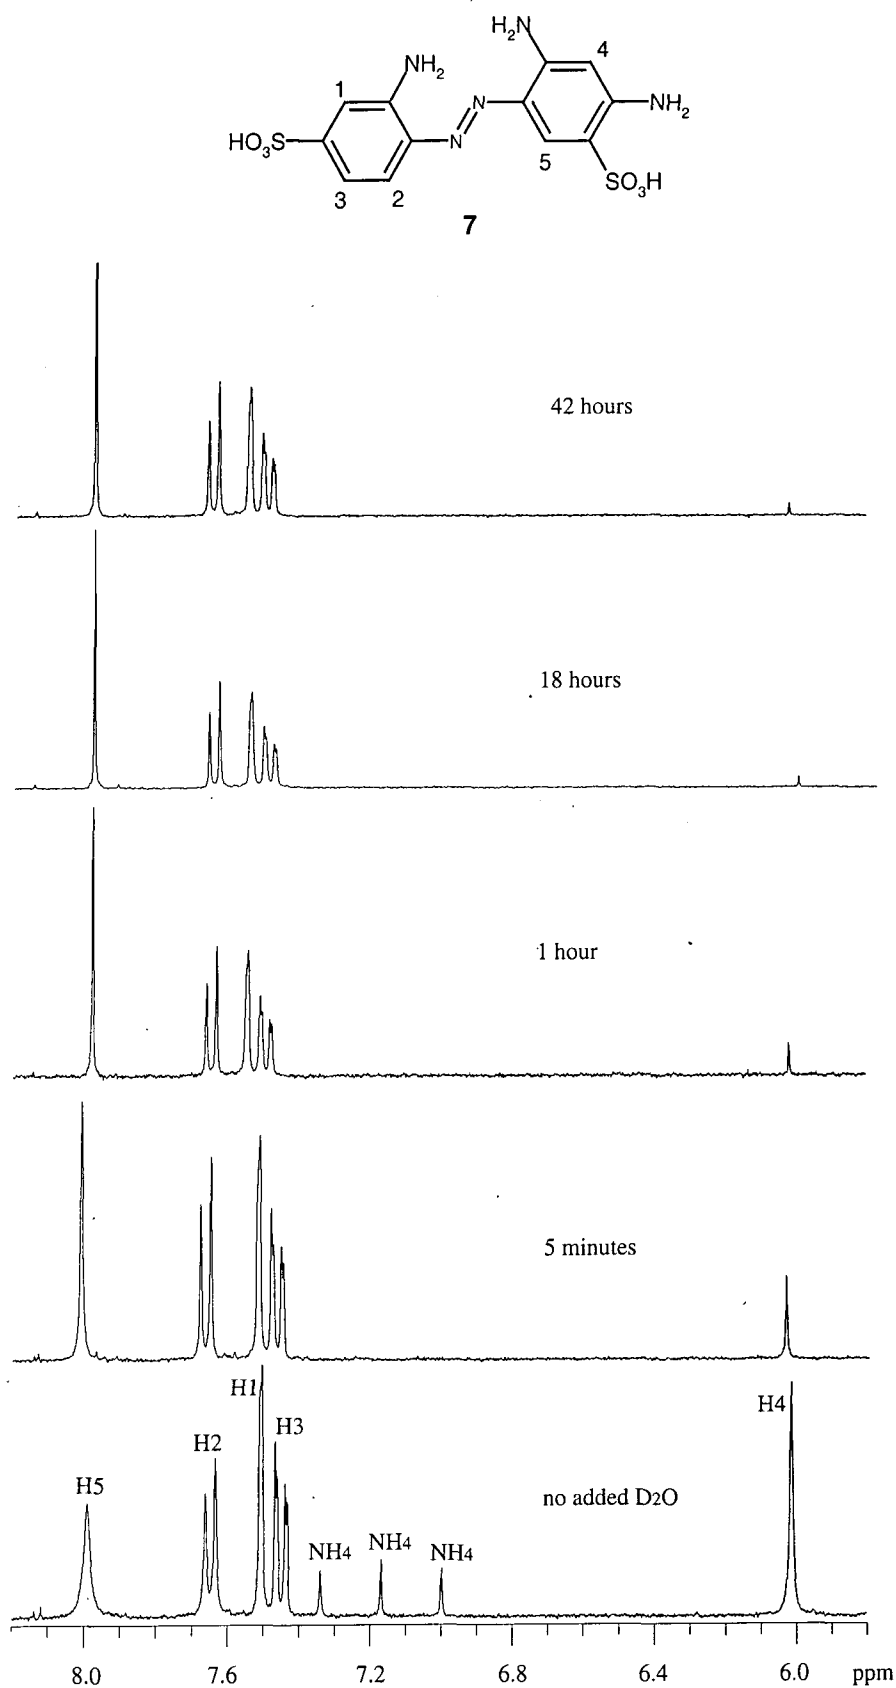 H2N
4
NH2
1
N
NH2
HO3S
N
5
3
2
SO3H
7
42 hours
18 hours
1 hour
5 minutes
H1
H3
H4
H2
H5
no added D2O
NH4 NH4 NH4
8.0 7.6 7.2 6.8 6.4 6.0 ppm